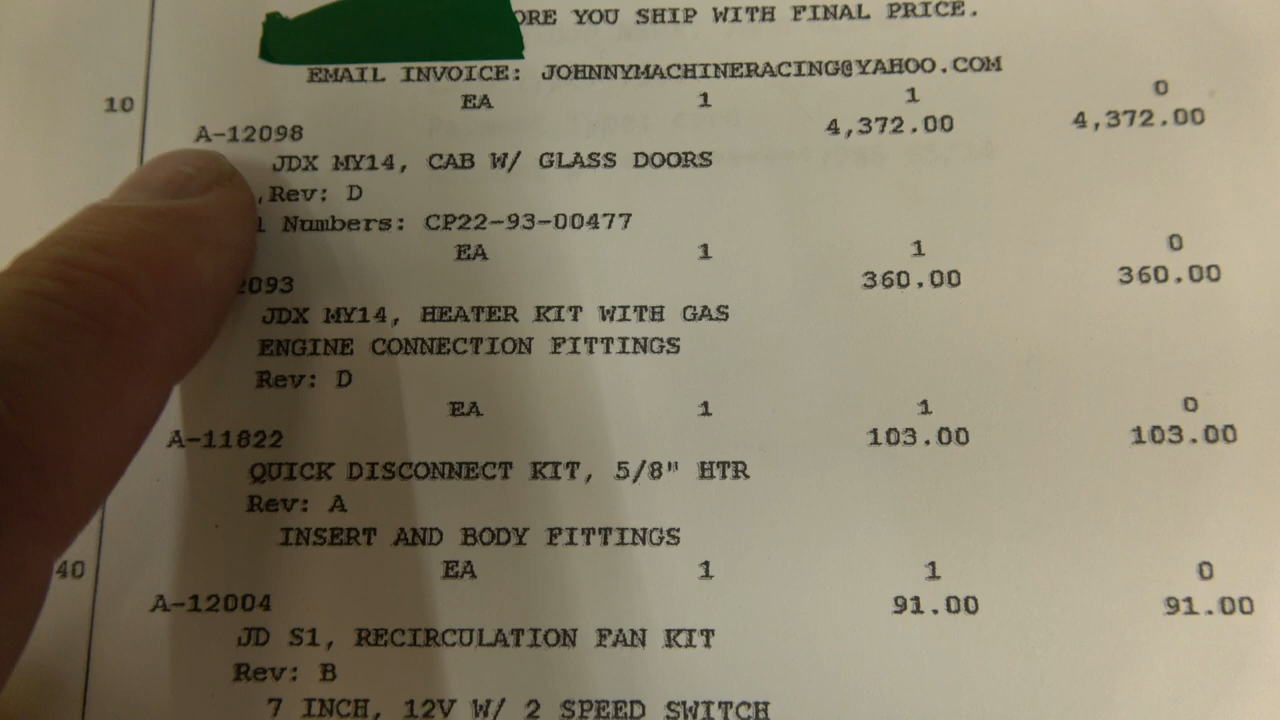 YOU SHIP WITH FINAL PRICE.
EMAIL INVOICE: JOHNNYMACHINERACING@YAHOO.COM
10 EA 1 1 0
A-12098 4,372.00 4,372.00
JDX MY14, CAB W/ GLASS DOORS
Rev: D
Numbers: CP22-93-00477
EA 1 1 0
2093 360.00 360.00
JDX MY14, HEATER KIT WITH GAS
ENGINE CONNECTION FITTINGS
Rev: D
EA 1 1 0
A-11822 103.00 103.00
QUICK DISCONNECT KIT, 5/8" HTR
Rev: A
INSERT AND BODY FITTINGS
40 EA 1 1 0
A-12004 91.00 91.00
JD S1, RECIRCULATION FAN KIT
Rev: B
7 INCH, 12V W/ 2 SPEED SWITCH